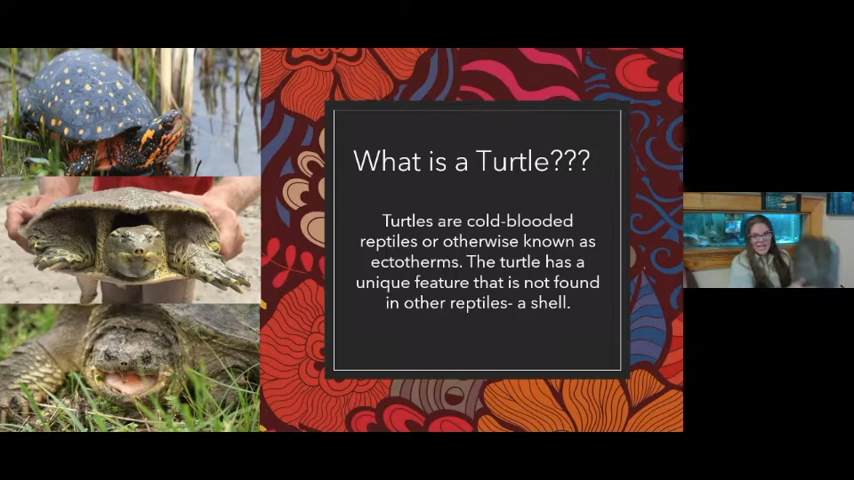 What is a Turtle???
Turtles are cold-blooded
reptiles or otherwise known as
ectotherms. The turtle has a
unique feature that is not found
in other reptiles- a shell.